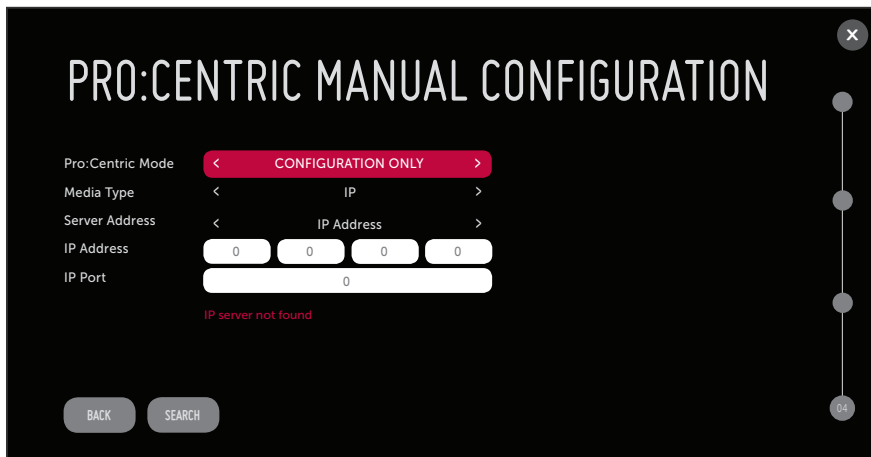 X
PRO:CENTRIC MANUAL CONFIGURATION
Pro:Centric Mode < CONFIGURATION ONLY >
Media Type < IP >
Server Address < IP Address >
IP Address 0 0 0 0
IP Port 0
IP server not found
BACK SEARCH
04